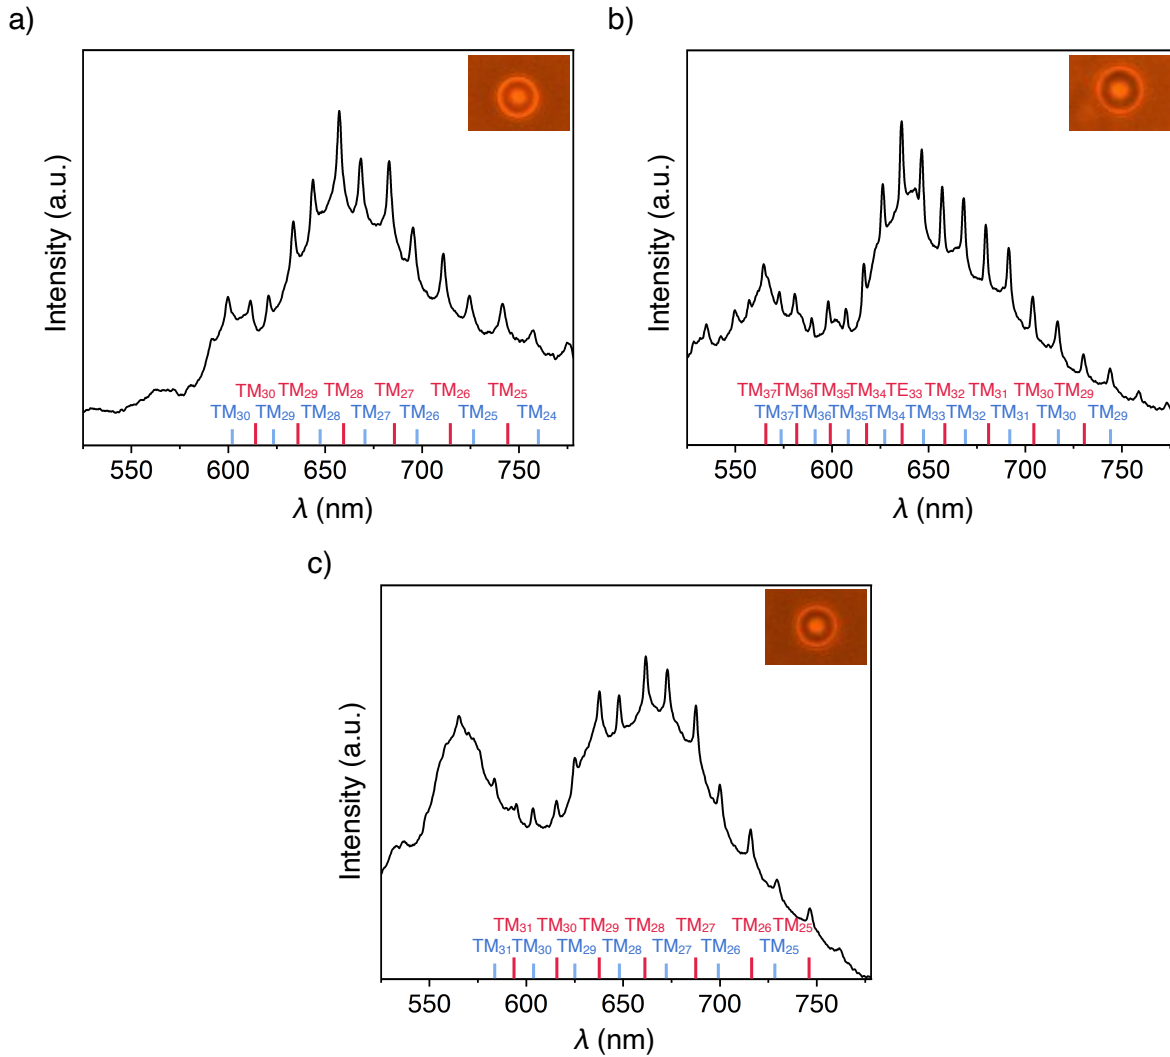 a)
Intensity (a.u.)
TM30 TM29 TM28 TM27 TM26 TM25
TM30 TM29 TM28 TM27 TM26 TM25 TM24
550 600 650 700 750
λ (nm)
b)
Intensity (a.u.)
TM37 TM36 TM35 TM34 TE33 TM32 TM31 TM30 TM29
TM37 TM36 TM35 TM34 TM33 TM32 TM31 TM30 TM29
550 600 650 700 750
λ (nm)
c)
Intensity (a.u.)
TM31 TM30 TM29 TM28 TM27 TM26 TM25
TM31 TM30 TM29 TM28 TM27 TM26 TM25
550 600 650 700 750
λ (nm)